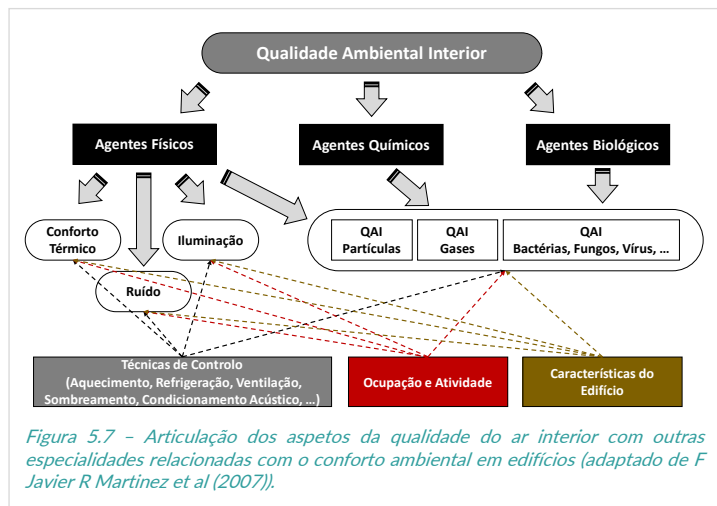 Qualidade Ambiental Interior
Agentes Físicos
Agentes Químicos
Agentes Biológicos
Conforto
Térmico
Iluminação
Ruído
QAI
Partículas
QAI
Gases
QAI
Bactérias, Fungos, Vírus, ...
Técnicas de Controlo
(Aquecimento, Refrigeração, Ventilação,
Sombreamento, Condicionamento Acústico, ...)
Ocupação e Atividade
Características do
Edifício
Figura 5.7 – Articulação dos aspetos da qualidade do ar interior com outras
especialidades relacionadas com o conforto ambiental em edifícios (adaptado de F
Javier R Martinez et al (2007)).